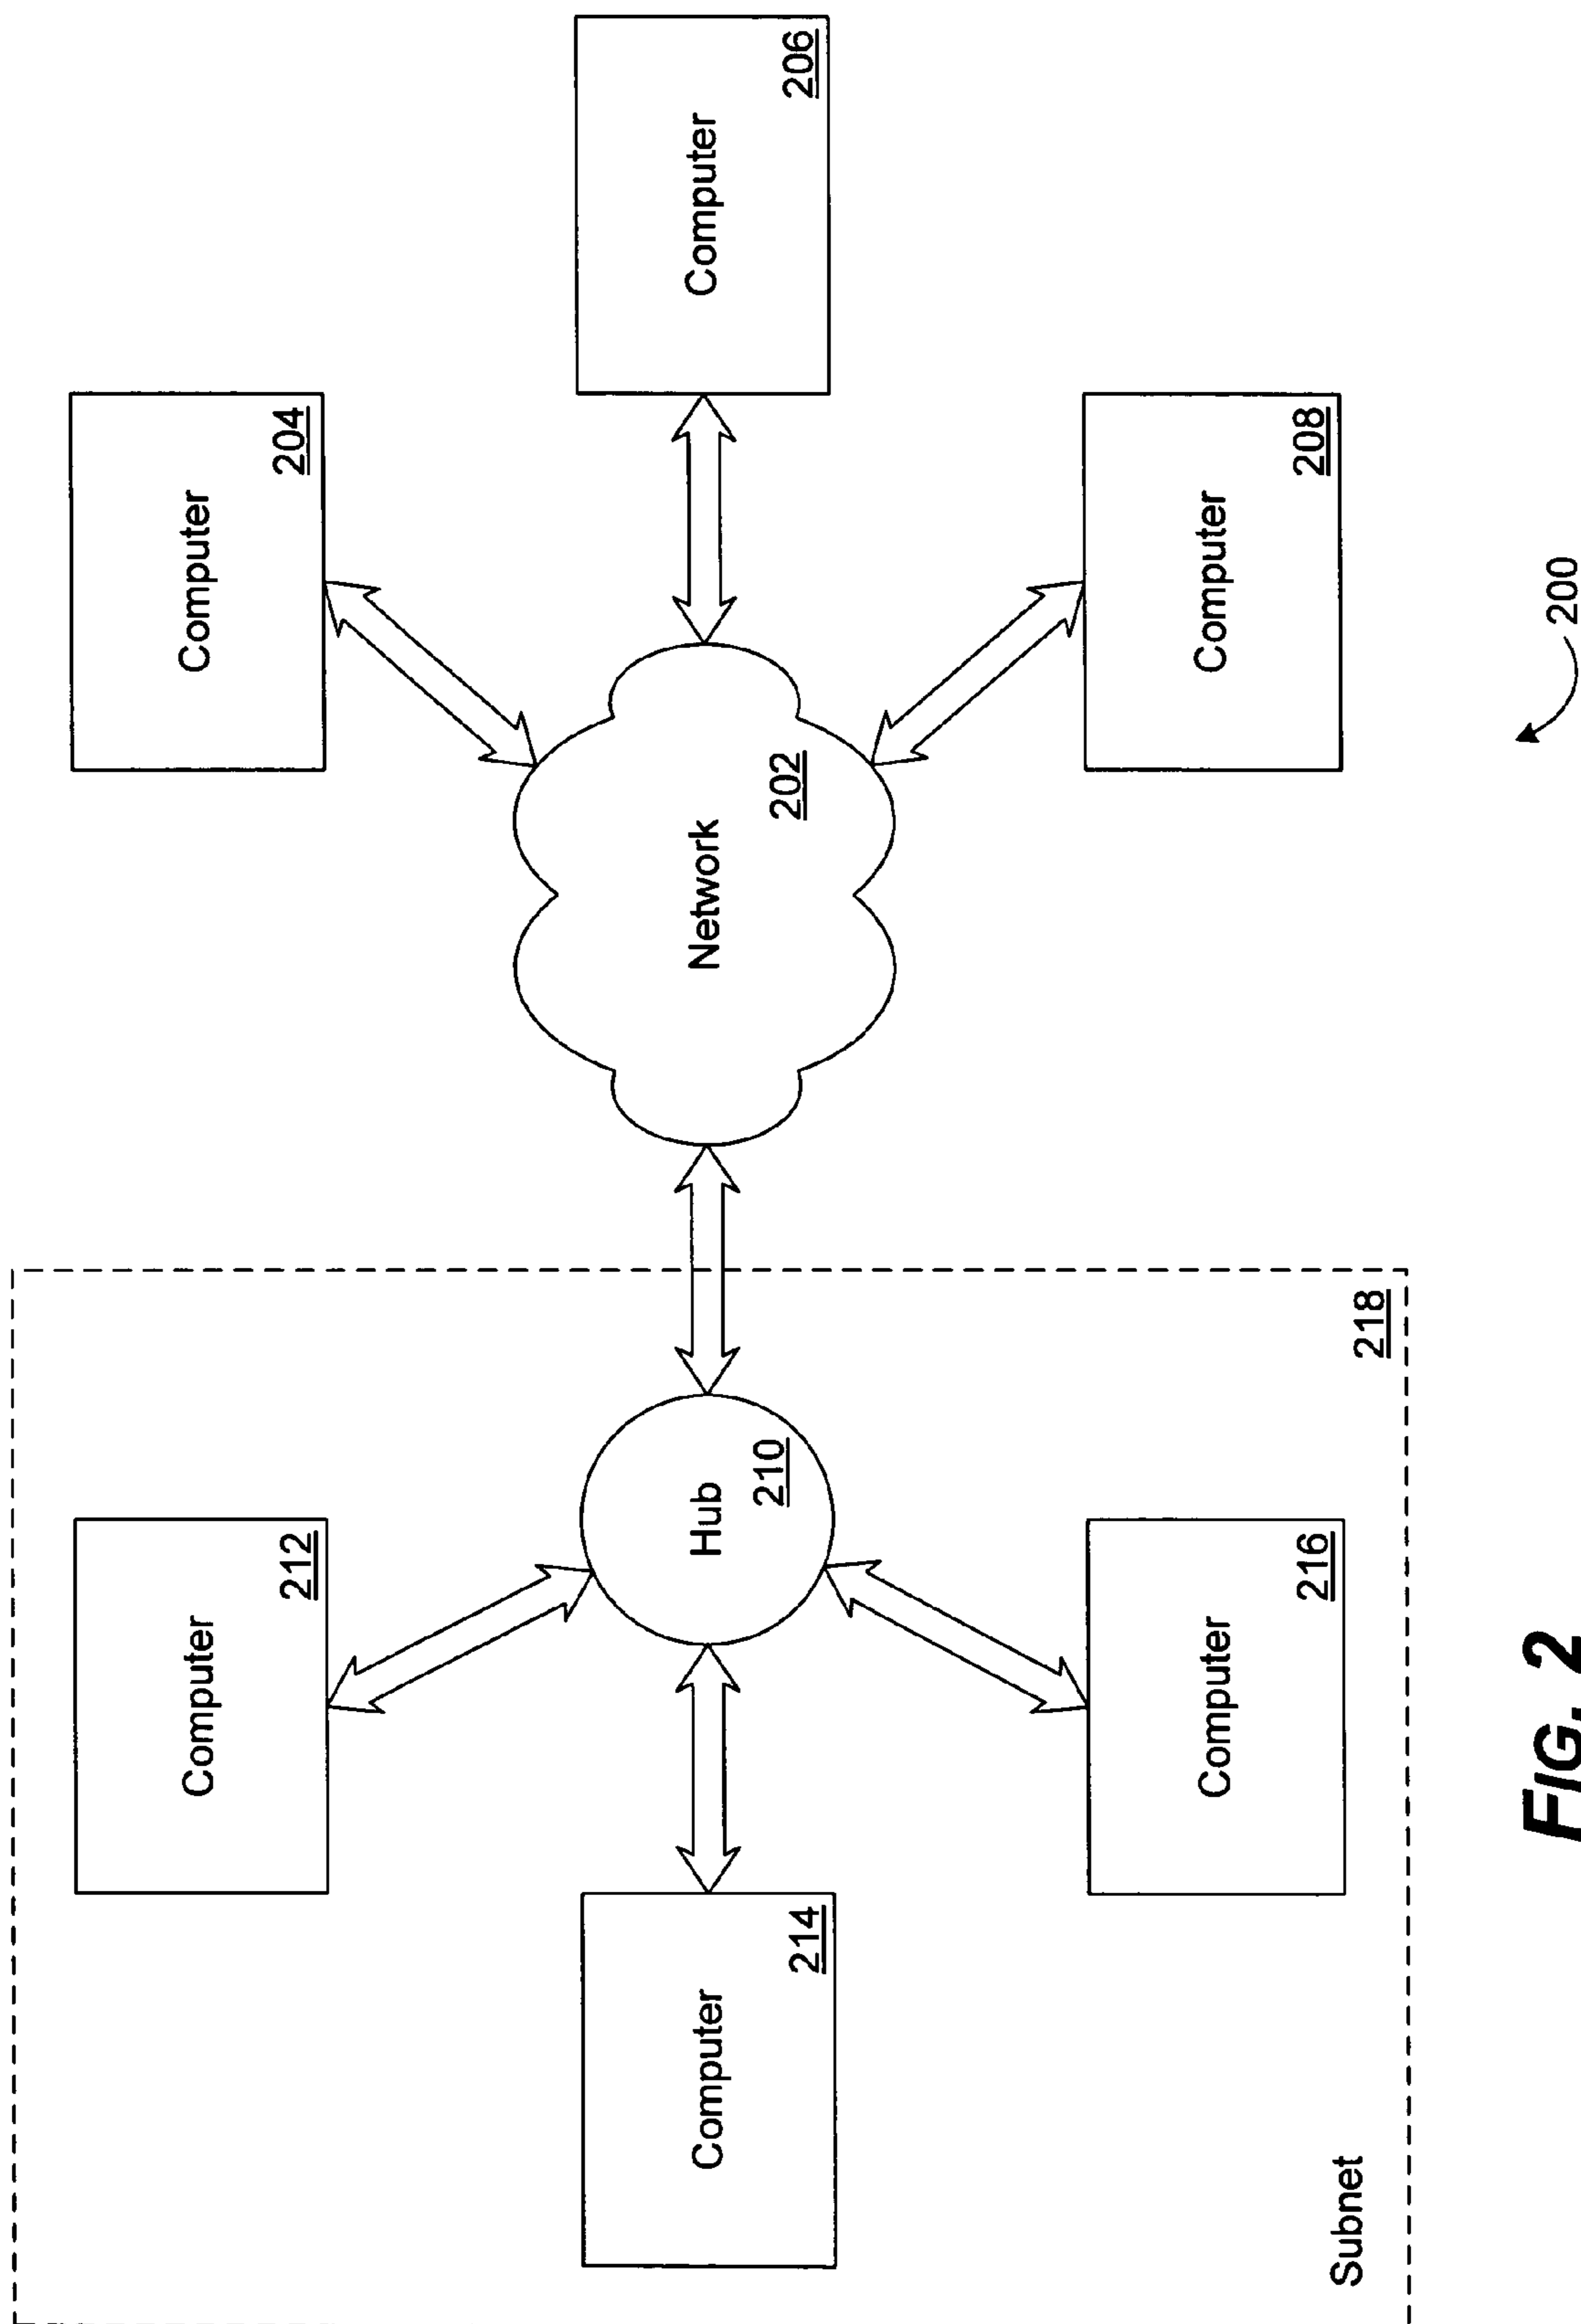 Computer
212
Computer
204
Computer
214
Hub
210
Network
202
Computer
206
Computer
216
Computer
208
Subnet
218
200
FIG. 2